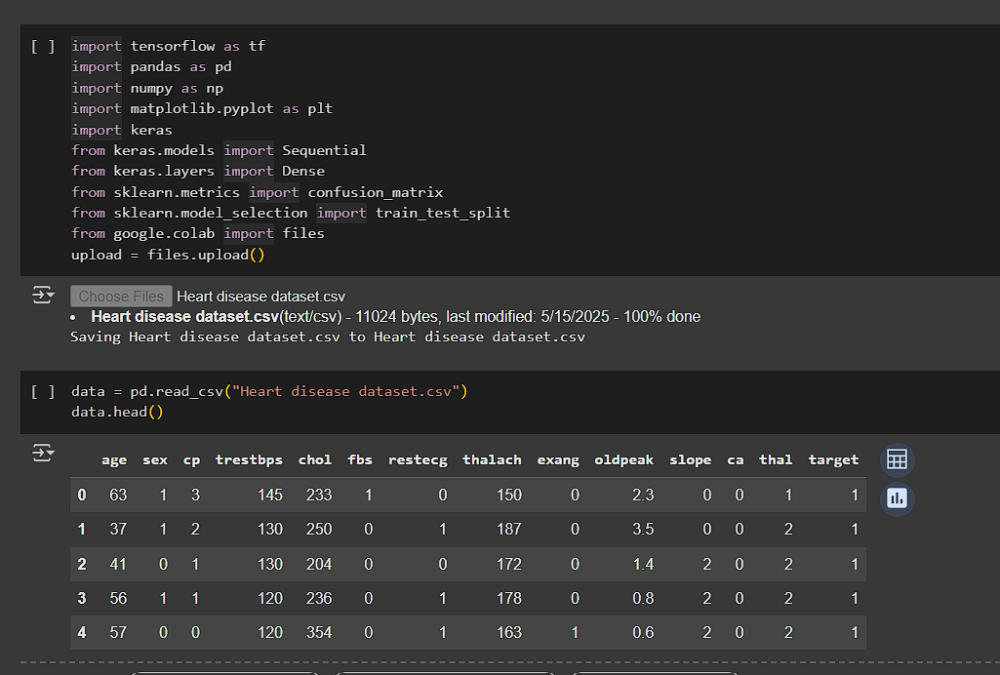 [ ] import tensorflow as tf
import pandas as pd
import numpy as np
import matplotlib.pyplot as plt
import keras
from keras.models import Sequential
from keras.layers import Dense
from sklearn.metrics import confusion_matrix
from sklearn.model_selection import train_test_split
from google.colab import files
upload = files.upload()
Choose Files Heart disease dataset.csv
• Heart disease dataset.csv(text/csv) - 11024 bytes, last modified: 5/15/2025 - 100% done
Saving Heart disease dataset.csv to Heart disease dataset.csv
[ ] data = pd.read_csv("Heart disease dataset.csv")
data.head()
age sex cp trestbps chol fbs restecg thalach exang oldpeak slope ca thal target
0 63 1 3 145 233 1 0 150 0 2.3 0 0 1 1
1 37 1 2 130 250 0 1 187 0 3.5 0 0 2 1
2 41 0 1 130 204 0 0 172 0 1.4 2 0 2 1
3 56 1 1 120 236 0 1 178 0 0.8 2 0 2 1
4 57 0 0 120 354 0 1 163 1 0.6 2 0 2 1